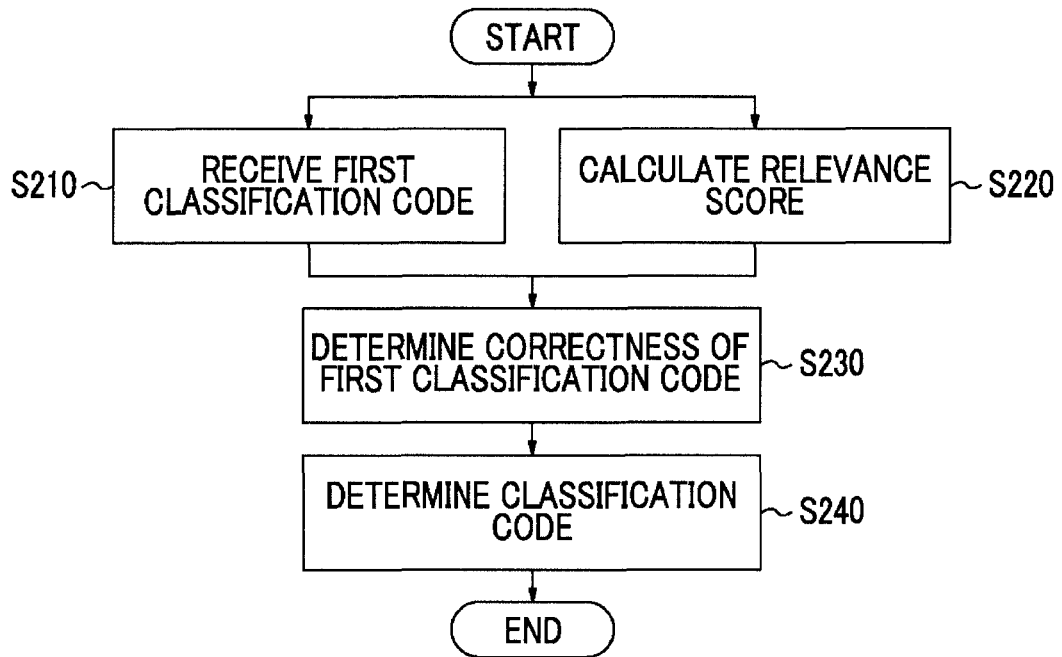 START
S210
RECEIVE FIRST
CLASSIFICATION CODE
CALCULATE RELEVANCE
SCORE
S220
DETERMINE CORRECTNESS OF
FIRST CLASSIFICATION CODE
S230
DETERMINE CLASSIFICATION
CODE
S240
END